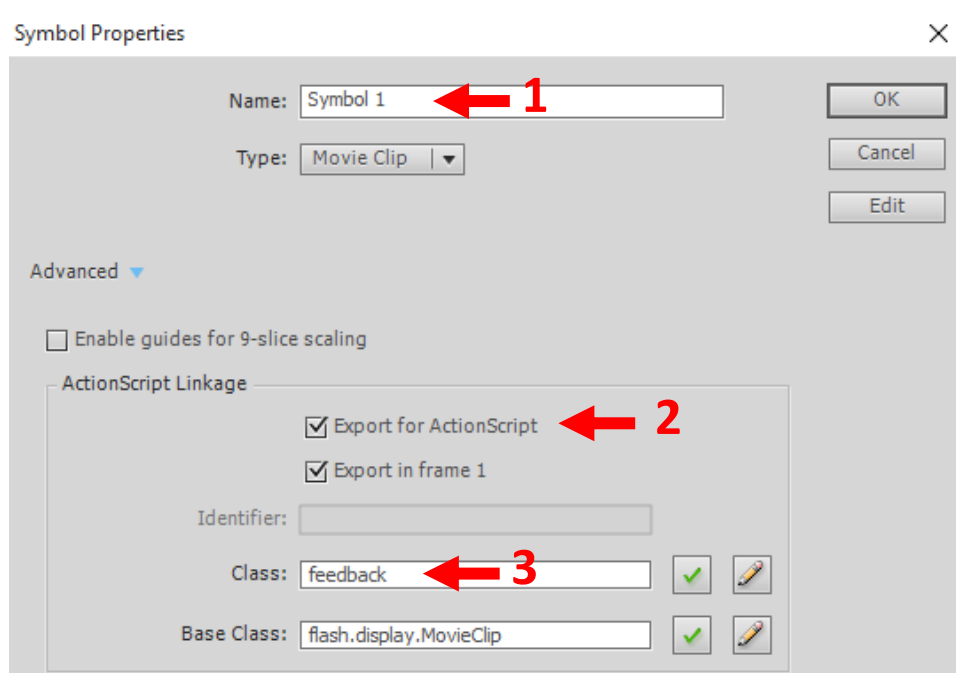 Symbol Properties
Name: Symbol 1 1 OK
Type: Movie Clip Cancel
Edit
Advanced
Enable guides for 9-slice scaling
ActionScript Linkage
Export for ActionScript 2
Export in frame 1
Identifier:
Class: feedback 3
Base Class: flash.display.MovieClip